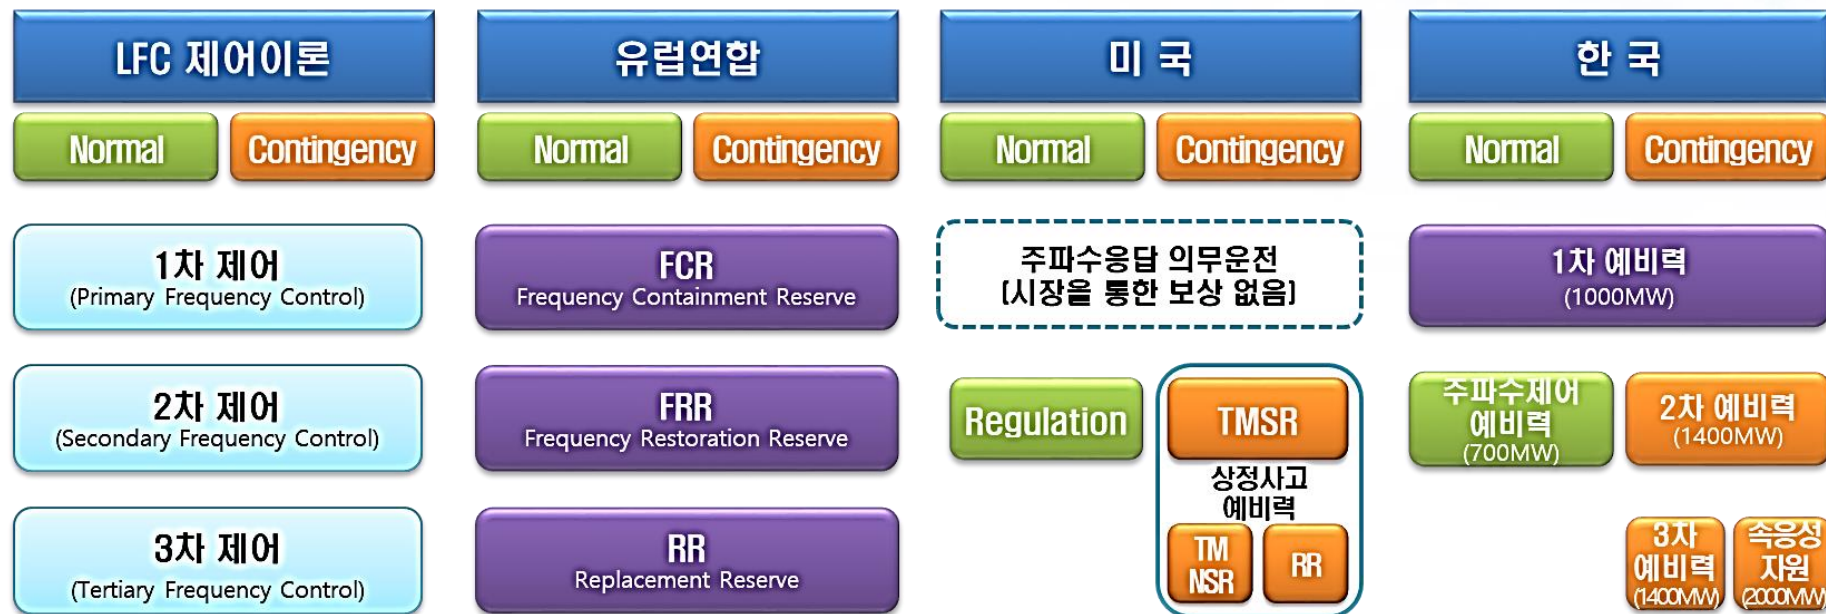 LFC 제어이론
유럽연합
미 국
한 국
Normal
Contingency
Normal
Contingency
Normal
Contingency
Normal
Contingency
1차 제어
(Primary Frequency Control)
FCR
Frequency Containment Reserve
주파수응답 의무운전
(시장을 통한 보상 없음)
1차 예비력
(1000MW)
2차 제어
(Secondary Frequency Control)
FRR
Frequency Restoration Reserve
Regulation
TMSR
상정사고
예비력
주파수제어
예비력
(700MW)
2차 예비력
(1400MW)
3차 제어
(Tertiary Frequency Control)
RR
Replacement Reserve
TM
NSR
RR
3차
예비력
(1400MW)
속응성
자원
(2000MW)